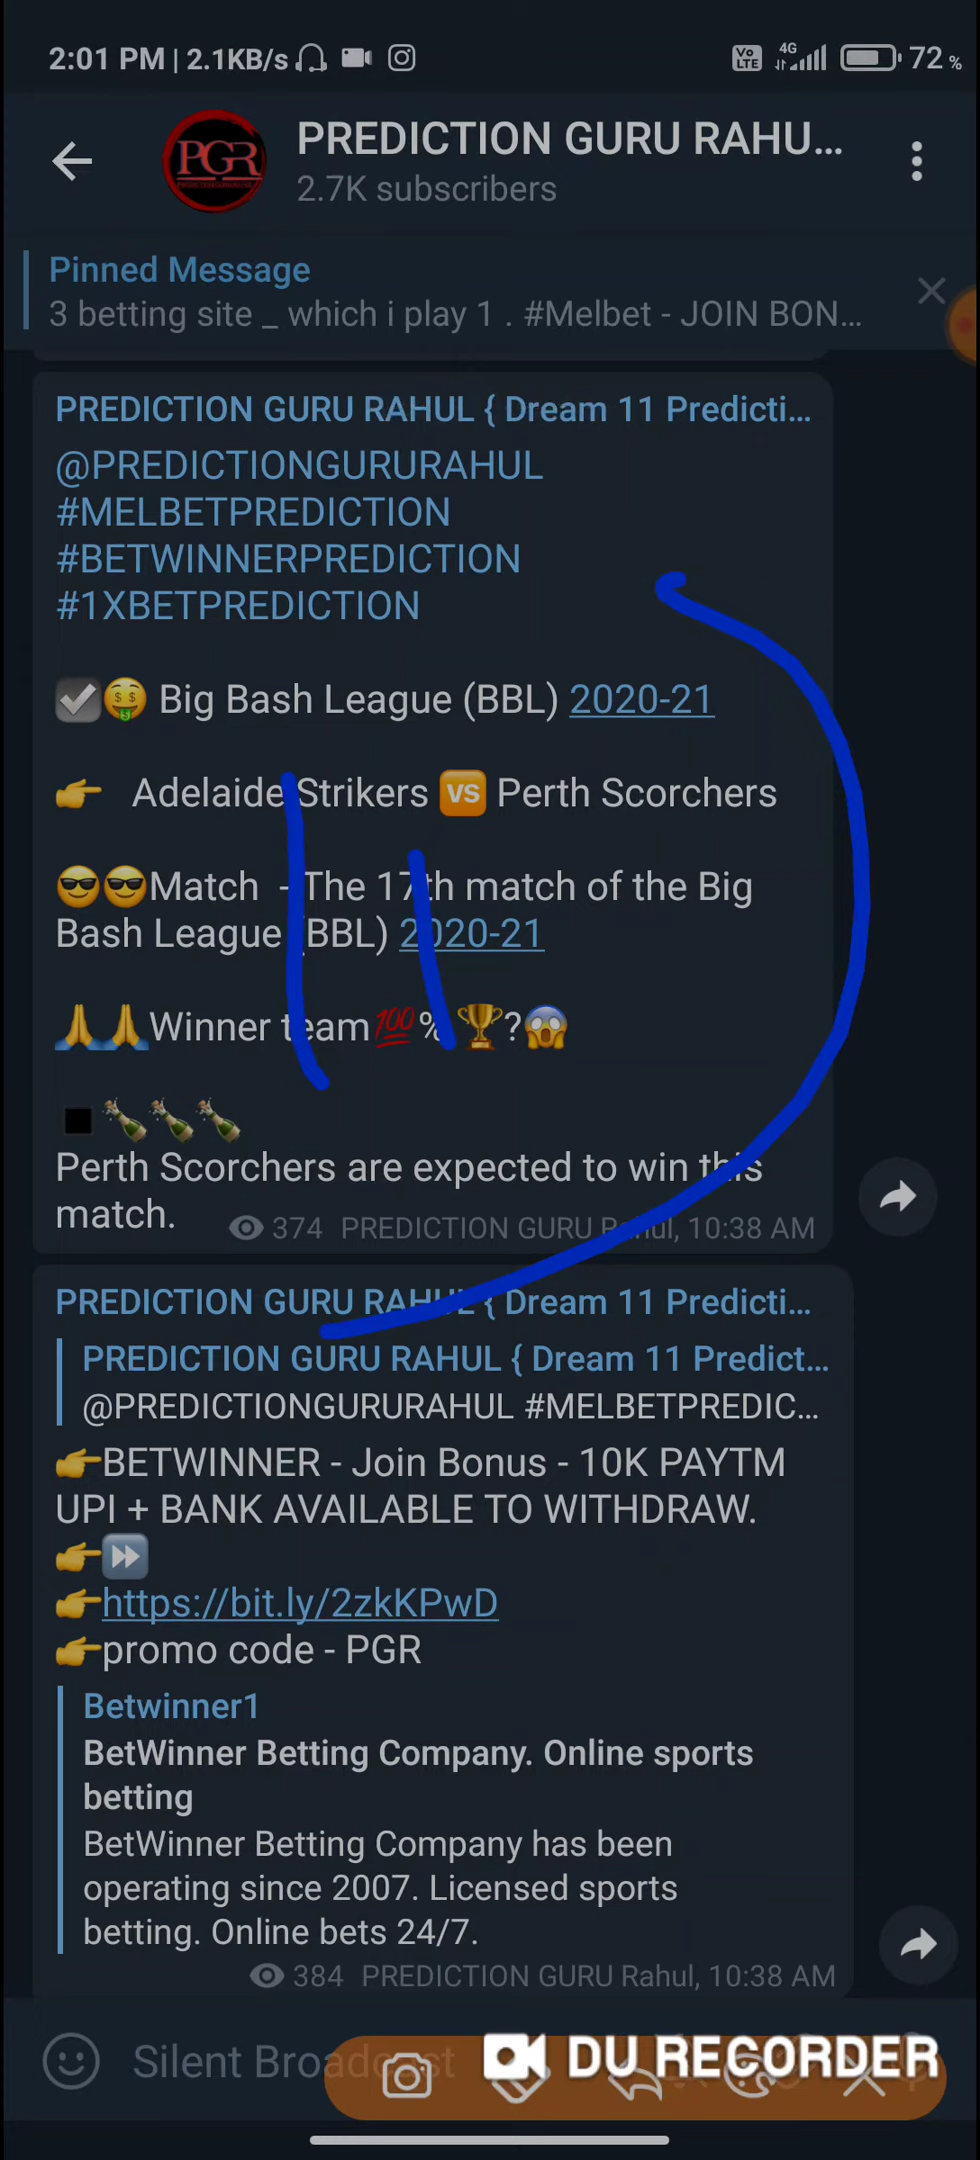 2:01 PM | 2.1KB/s
Vo LTE 4G 72 %
PGR
PREDICTION GURU RAHU...
2.7K subscribers
Pinned Message
3 betting site _ which i play 1 . #Melbet - JOIN BON...
PREDICTION GURU RAHUL { Dream 11 Predicti...
@PREDICTIONGURURAHUL
#MELBETPREDICTION
#BETWINNERPREDICTION
#1XBETPREDICTION
☑️🤑 Big Bash League (BBL) 2020-21
👉 Adelaide Strikers 🆚 Perth Scorchers
😎😎Match - The 17th match of the Big
Bash League (BBL) 2020-21
🙏🙏Winner team💯%🏆?😱
▪️🍾🍾🍾
Perth Scorchers are expected to win this
match.
374 PREDICTION GURU Rahul, 10:38 AM
PREDICTION GURU RAHUL { Dream 11 Predicti...
PREDICTION GURU RAHUL { Dream 11 Predict...
@PREDICTIONGURURAHUL #MELBETPREDIC...
👉BETWINNER - Join Bonus - 10K PAYTM
UPI + BANK AVAILABLE TO WITHDRAW.
👉⏩
👉https://bit.ly/2zkKPwD
👉promo code - PGR
Betwinner1
BetWinner Betting Company. Online sports
betting
BetWinner Betting Company has been
operating since 2007. Licensed sports
betting. Online bets 24/7.
384 PREDICTION GURU Rahul, 10:38 AM
Silent Broadcast
DU RECORDER